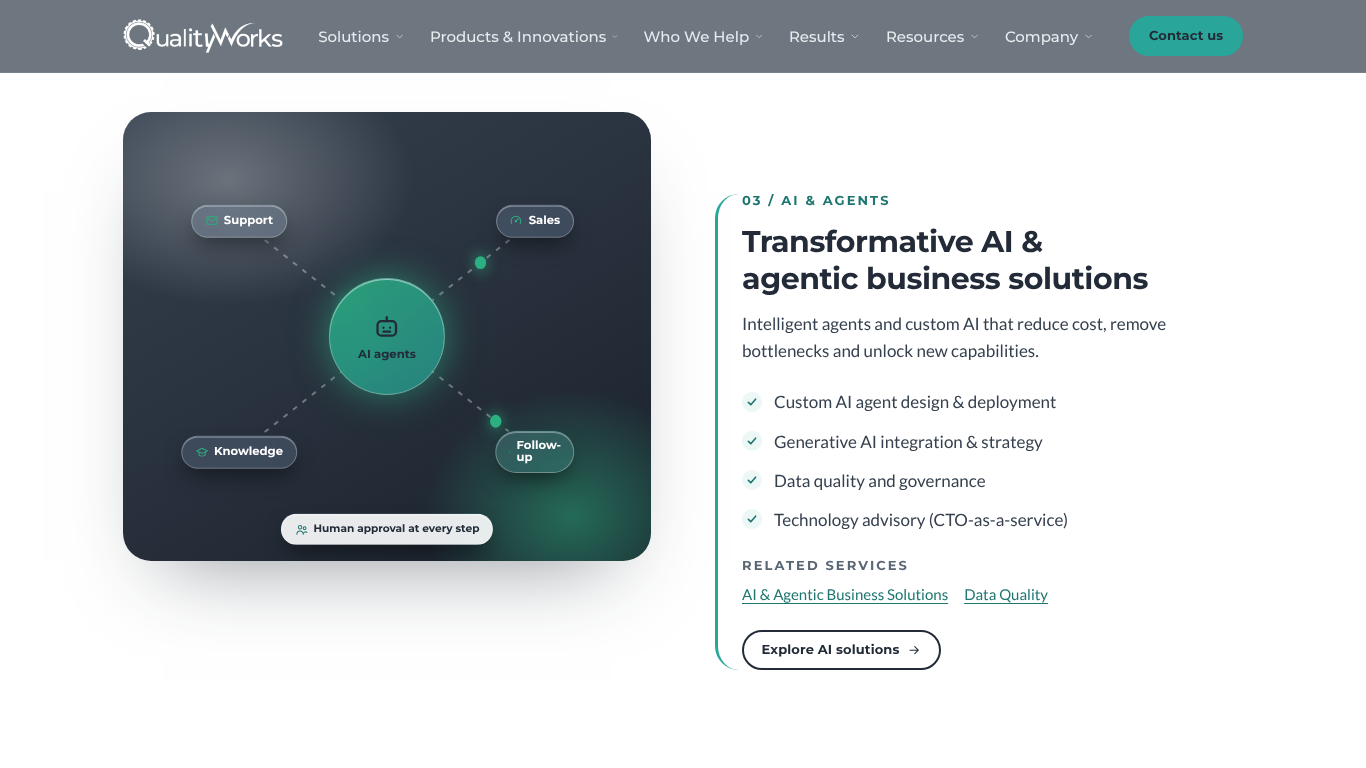 QualityWorks
Solutions
Products & Innovations
Who We Help
Results
Resources
Company
Contact us
Support
Sales
AI agents
Knowledge
Follow-
up
Human approval at every step
03 / AI & AGENTS
Transformative AI &
agentic business solutions
Intelligent agents and custom AI that reduce cost, remove
bottlenecks and unlock new capabilities.
Custom AI agent design & deployment
Generative AI integration & strategy
Data quality and governance
Technology advisory (CTO-as-a-service)
RELATED SERVICES
AI & Agentic Business Solutions Data Quality
Explore AI solutions →